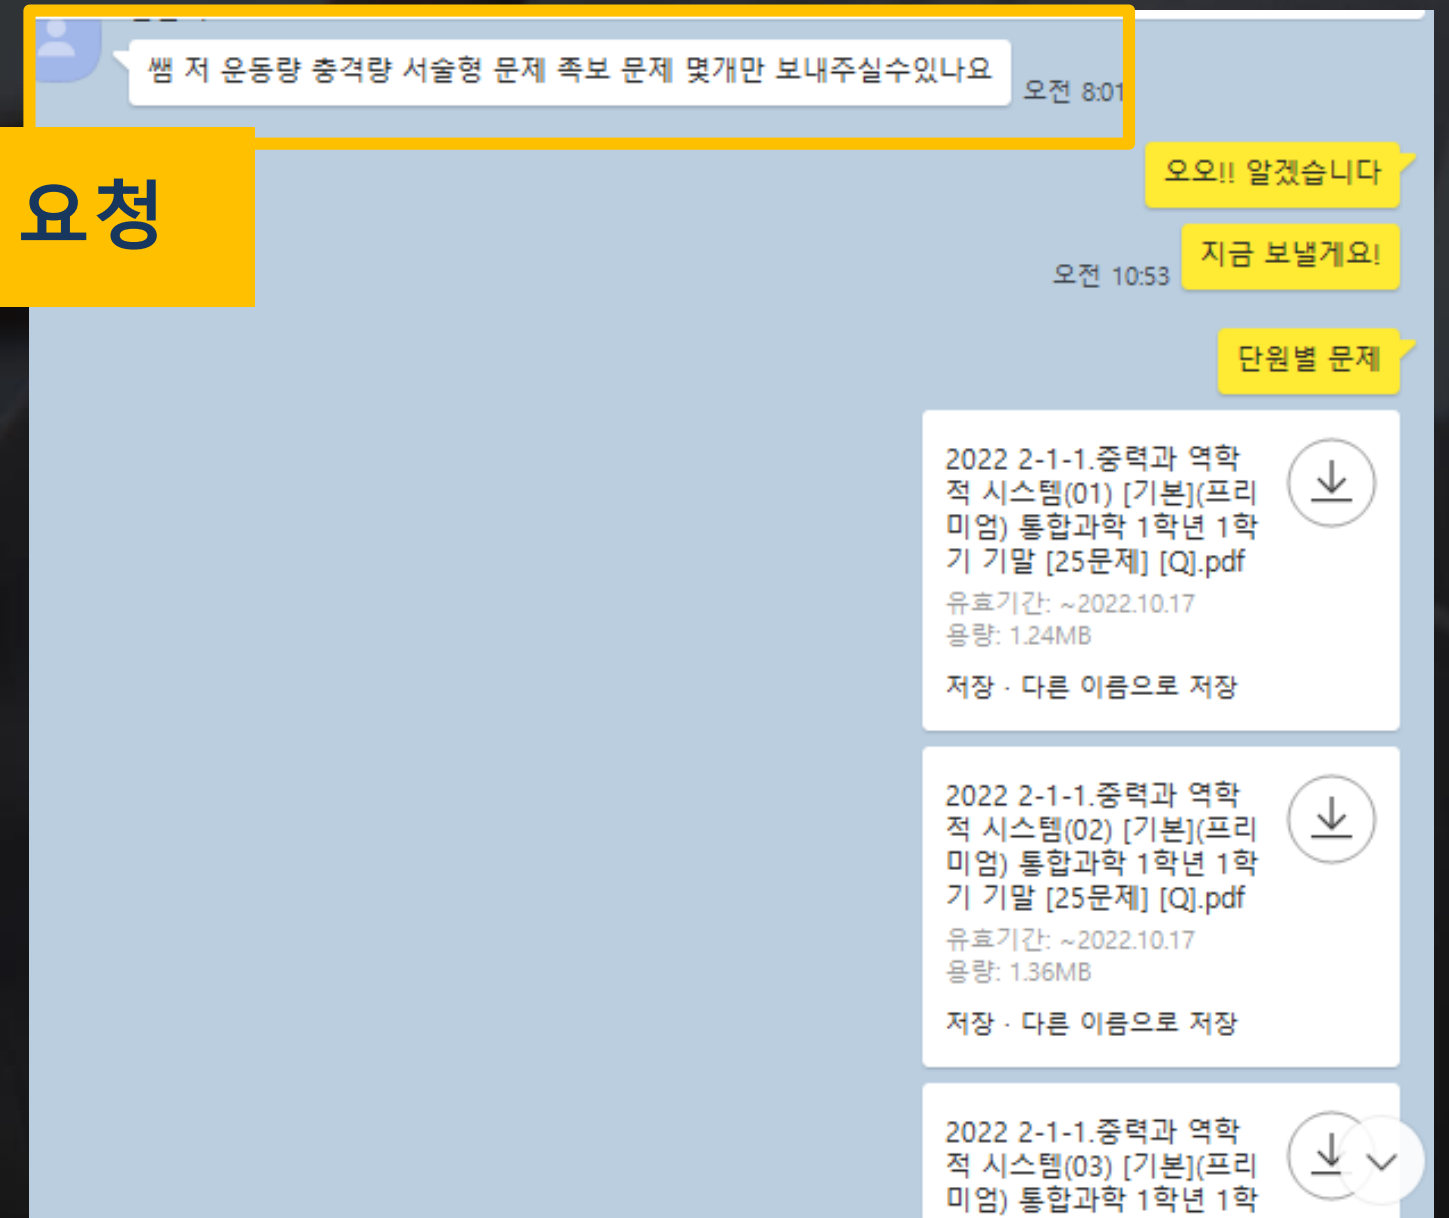 쌤 저 운동량 충격량 서술형 문제 족보 문제 몇개만 보내주실수있나요
오전 8:01
요청
오오!! 알겠습니다
지금 보낼게요!
오전 10:53
단원별 문제
2022 2-1-1.중력과 역학
적 시스템(01) [기본](프리
미엄) 통합과학 1학년 1학
기 기말 [25문제] [Q].pdf
유효기간: ~2022.10.17
용량: 1.24MB
저장 · 다른 이름으로 저장
2022 2-1-1.중력과 역학
적 시스템(02) [기본](프리
미엄) 통합과학 1학년 1학
기 기말 [25문제] [Q].pdf
유효기간: ~2022.10.17
용량: 1.36MB
저장 · 다른 이름으로 저장
2022 2-1-1.중력과 역학
적 시스템(03) [기본](프리
미엄) 통합과학 1학년 1학